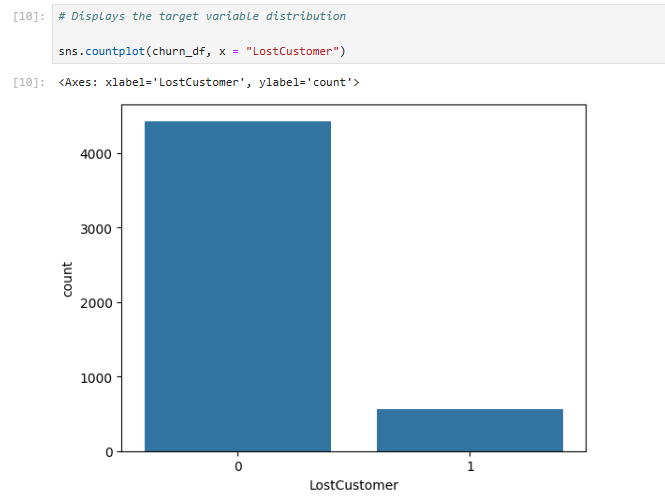 [10]: # Displays the target variable distribution
sns.countplot(churn_df, x = "LostCustomer")
[10]: <Axes: xlabel='LostCustomer', ylabel='count'>
4000
3000
count
2000
1000
0
0 1
LostCustomer